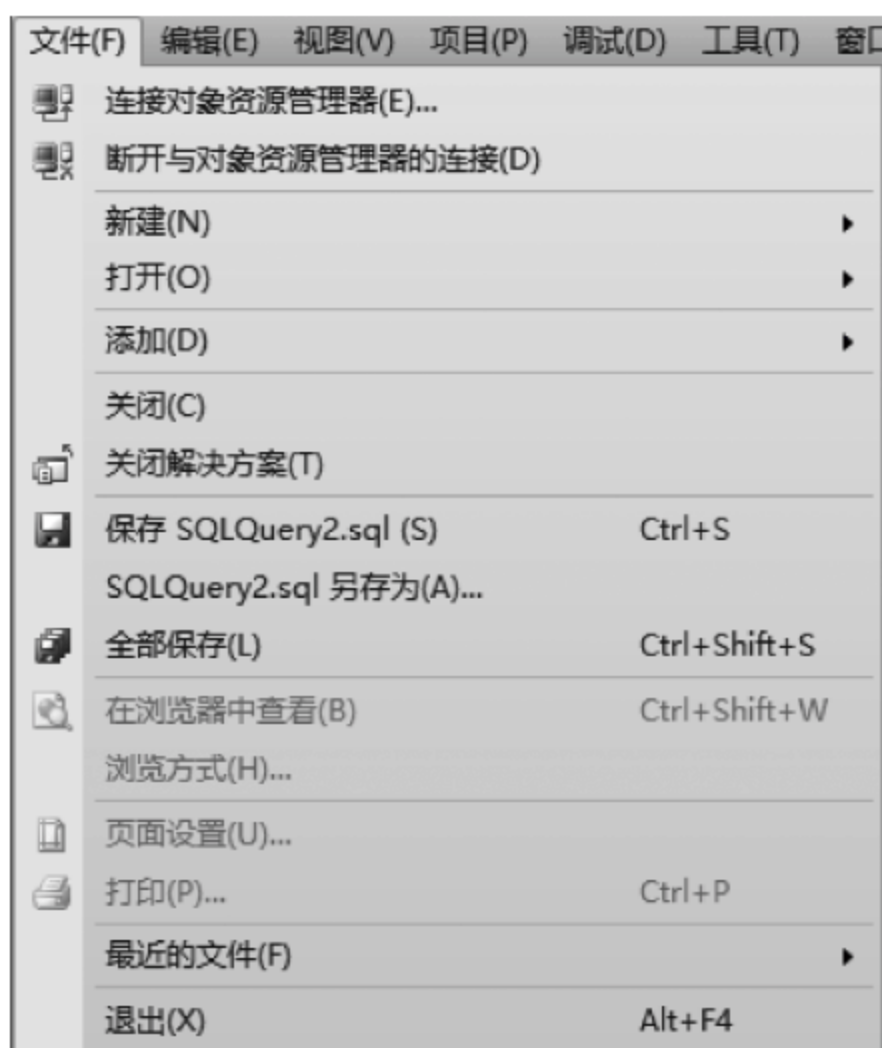 文件(F) 编辑(E) 视图(V) 项目(P) 调试(D) 工具(T) 窗口
连接对象资源管理器(E)...
断开与对象资源管理器的连接(D)
新建(N)
打开(O)
添加(D)
关闭(C)
关闭解决方案(T)
保存 SQLQuery2.sql (S) Ctrl+S
SQLQuery2.sql 另存为(A)...
全部保存(L) Ctrl+Shift+S
在浏览器中查看(B) Ctrl+Shift+W
浏览方式(H)...
页面设置(U)...
打印(P)... Ctrl+P
最近的文件(F)
退出(X) Alt+F4